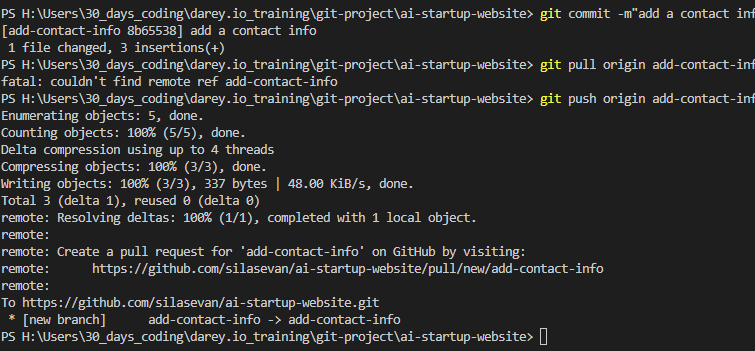 PS H:\Users\30_days_coding\darey.io_training\git-project\ai-startup-website> git commit -m"add a contact inf
[add-contact-info 8b65538] add a contact info
 1 file changed, 3 insertions(+)
PS H:\Users\30_days_coding\darey.io_training\git-project\ai-startup-website> git pull origin add-contact-inf
fatal: couldn't find remote ref add-contact-info
PS H:\Users\30_days_coding\darey.io_training\git-project\ai-startup-website> git push origin add-contact-inf
Enumerating objects: 5, done.
Counting objects: 100% (5/5), done.
Delta compression using up to 4 threads
Compressing objects: 100% (3/3), done.
Writing objects: 100% (3/3), 337 bytes | 48.00 KiB/s, done.
Total 3 (delta 1), reused 0 (delta 0)
remote: Resolving deltas: 100% (1/1), completed with 1 local object.
remote:
remote: Create a pull request for 'add-contact-info' on GitHub by visiting:
remote:      https://github.com/silasevan/ai-startup-website/pull/new/add-contact-info
remote:
To https://github.com/silasevan/ai-startup-website.git
 * [new branch]      add-contact-info -> add-contact-info
PS H:\Users\30_days_coding\darey.io_training\git-project\ai-startup-website>